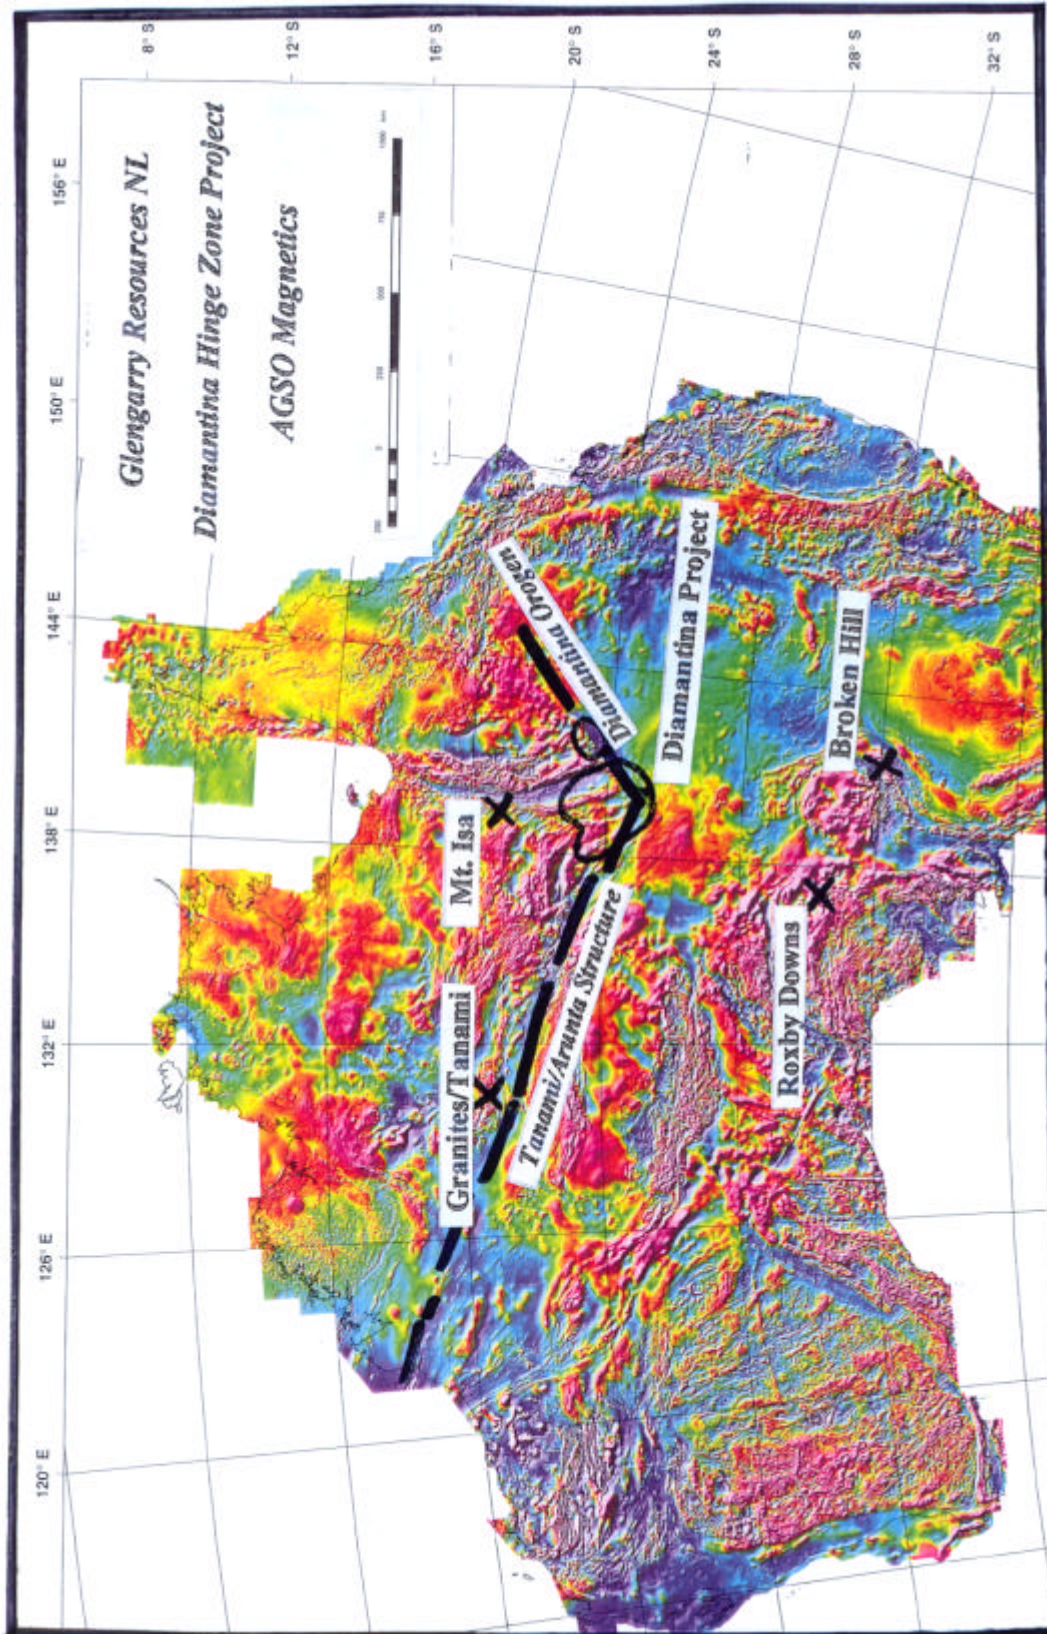 Glengarry Resources NL
Diamantina Hinge Zone Project
AGSO Magnetics
120° E
126° E
132° E
138° E
144° E
150° E
156° E
8° S
12° S
16° S
20° S
24° S
28° S
32° S
Granites/Tanami
Mt. Isa
Diamantina Orogen
Tanami/Arunta Structure
Diamantina Project
Roxby Downs
Broken Hill